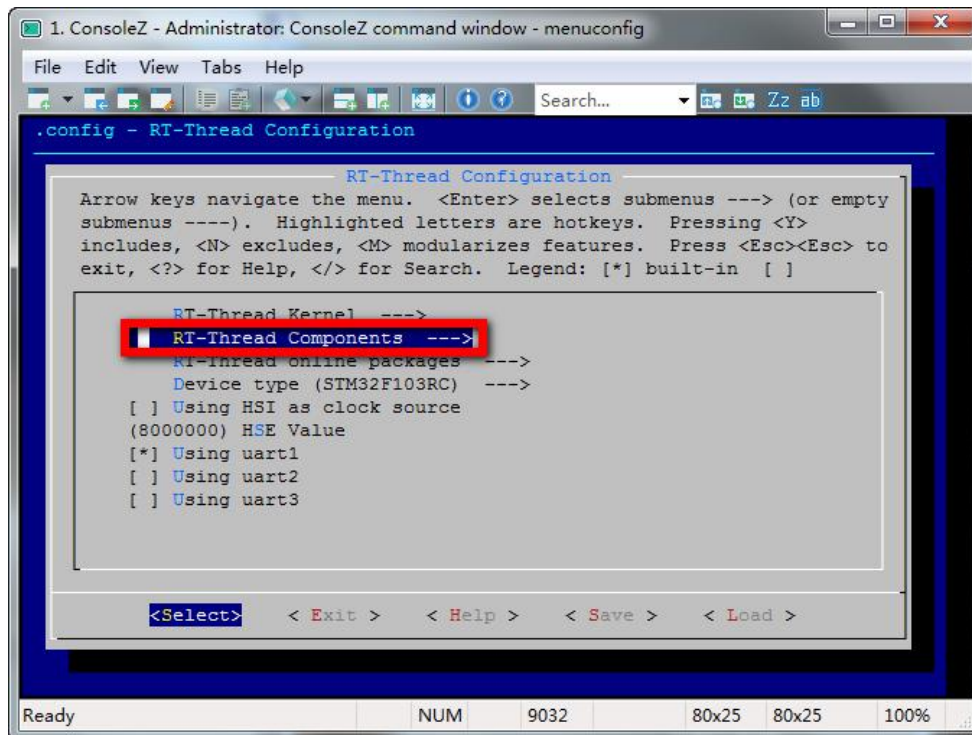 1. ConsoleZ - Administrator: ConsoleZ command window - menuconfig
File Edit View Tabs Help
Search... Zz ab
.config - RT-Thread Configuration
RT-Thread Configuration
Arrow keys navigate the menu. <Enter> selects submenus ---> (or empty
submenus ----). Highlighted letters are hotkeys. Pressing <Y>
includes, <N> excludes, <M> modularizes features. Press <Esc><Esc> to
exit, <?> for Help, </> for Search. Legend: [*] built-in [ ]
RT-Thread Kernel --->
RT-Thread Components --->
RT-Thread online packages --->
Device type (STM32F103RC) --->
[ ] Using HSI as clock source
(8000000) HSE Value
[*] Using uart1
[ ] Using uart2
[ ] Using uart3
<Select> < Exit > < Help > < Save > < Load >
Ready NUM 9032 80x25 80x25 100%